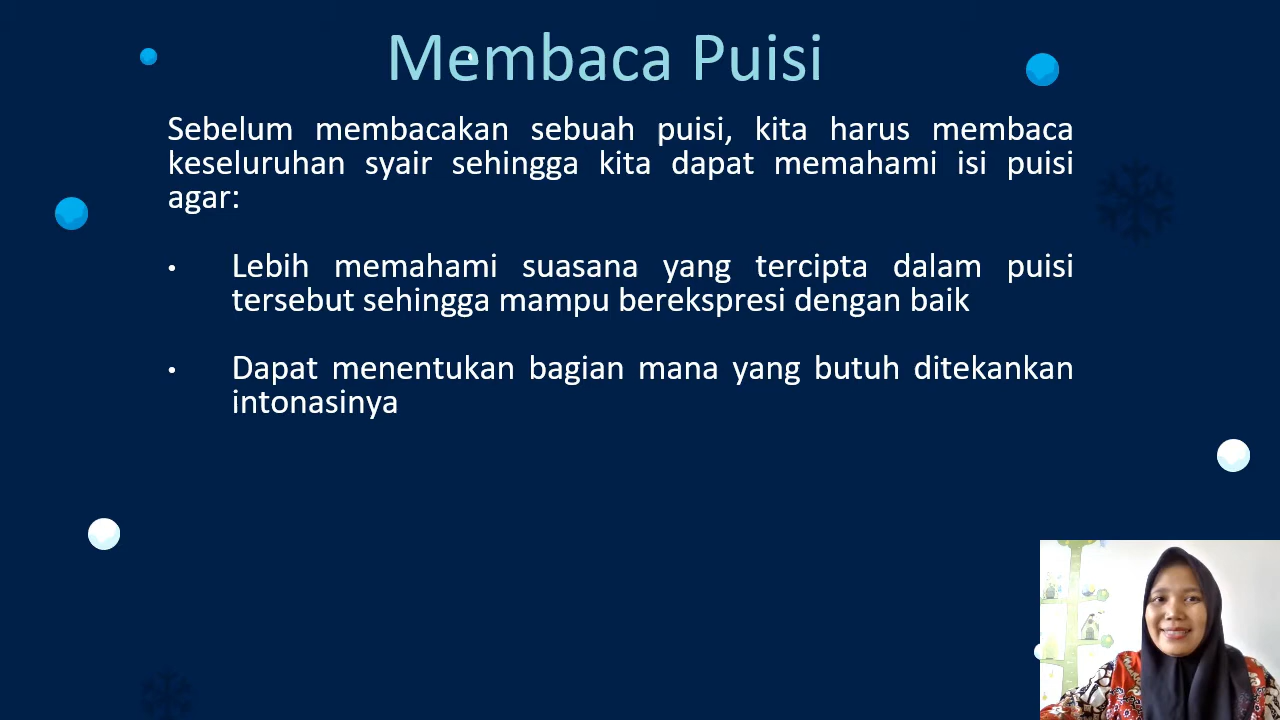 Membaca Puisi
Sebelum membacakan sebuah puisi, kita harus membaca
keseluruhan syair sehingga kita dapat memahami isi puisi
agar:
• Lebih memahami suasana yang tercipta dalam puisi
tersebut sehingga mampu berekspresi dengan baik
• Dapat menentukan bagian mana yang butuh ditekankan
intonasinya